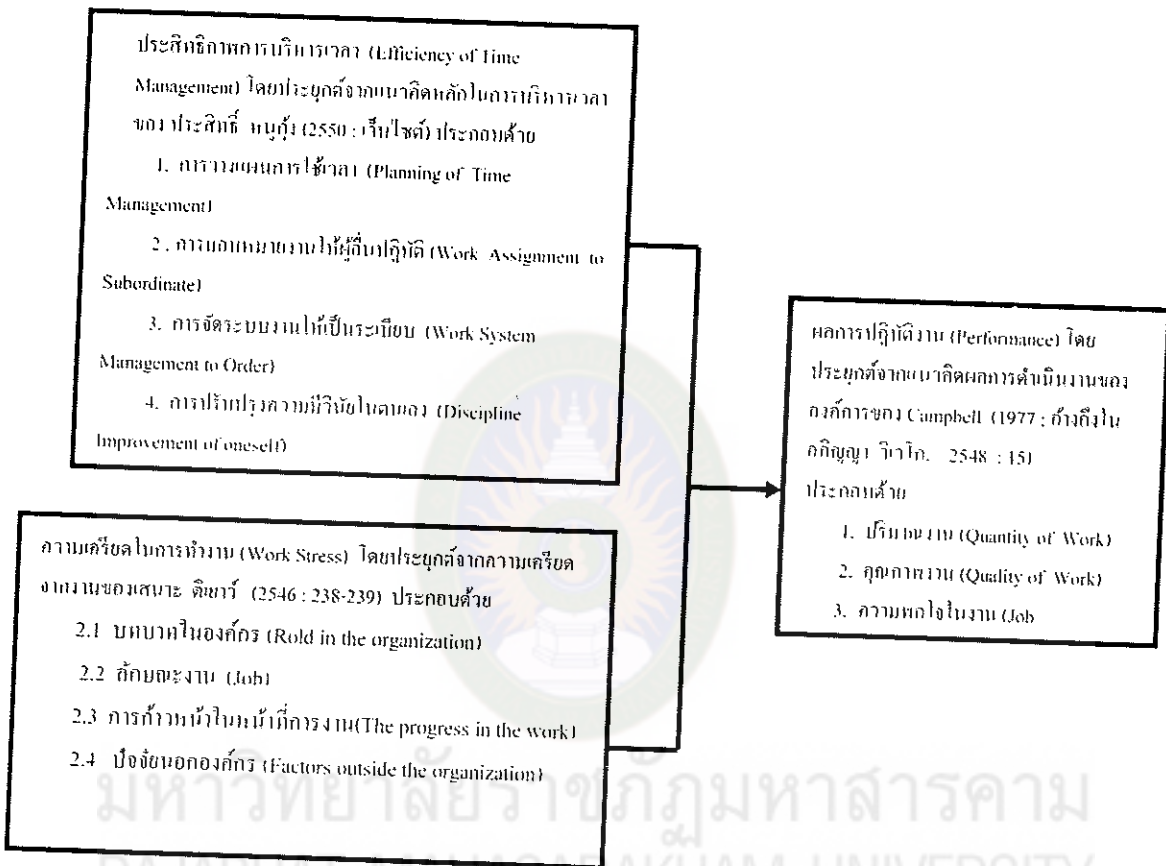 ประสิทธิภาพการบริหารเวลา (Efficiency of Time
Management) โดยประยุกต์จากแนวคิดหลักในการบริหารเวลา
ของ ประสิทธิ์ หนูกุ้ง (2550 : เว็บไซต์) ประกอบด้วย
1. การวางแผนการใช้เวลา (Planning of Time
Management)
2. การมอบหมายงานให้ผู้อื่นปฏิบัติ (Work Assignment to
Subordinate)
3. การจัดระบบงานให้เป็นระเบียบ (Work System
Management to Order)
4. การปรับปรุงความมีวินัยในตนเอง (Discipline
Improvement of oneself)
ความเครียดในการทำงาน (Work Stress) โดยประยุกต์จากความเครียด
จากงานของเสนาะ ติเยาว์ (2546 : 238-239) ประกอบด้วย
2.1 บทบาทในองค์กร (Rold in the organization)
2.2 ลักษณะงาน (Job)
2.3 การก้าวหน้าในหน้าที่การงาน(The progress in the work)
2.4 ปัจจัยนอกองค์กร (Factors outside the organization)
ผลการปฏิบัติงาน (Performance) โดย
ประยุกต์จากแนวคิดผลการดำเนินงานของ
องค์การของ Campbell (1977 : อ้างถึงใน
อภิญญา วิเวโก. 2548 : 15)
ประกอบด้วย
1. ปริมาณงาน (Quantity of Work)
2. คุณภาพงาน (Quality of Work)
3. ความพอใจในงาน (Job
มหาวิทยาลัยราชภัฏมหาสารคาม
RAJABHAT MAHASARAKHAM UNIVERSITY